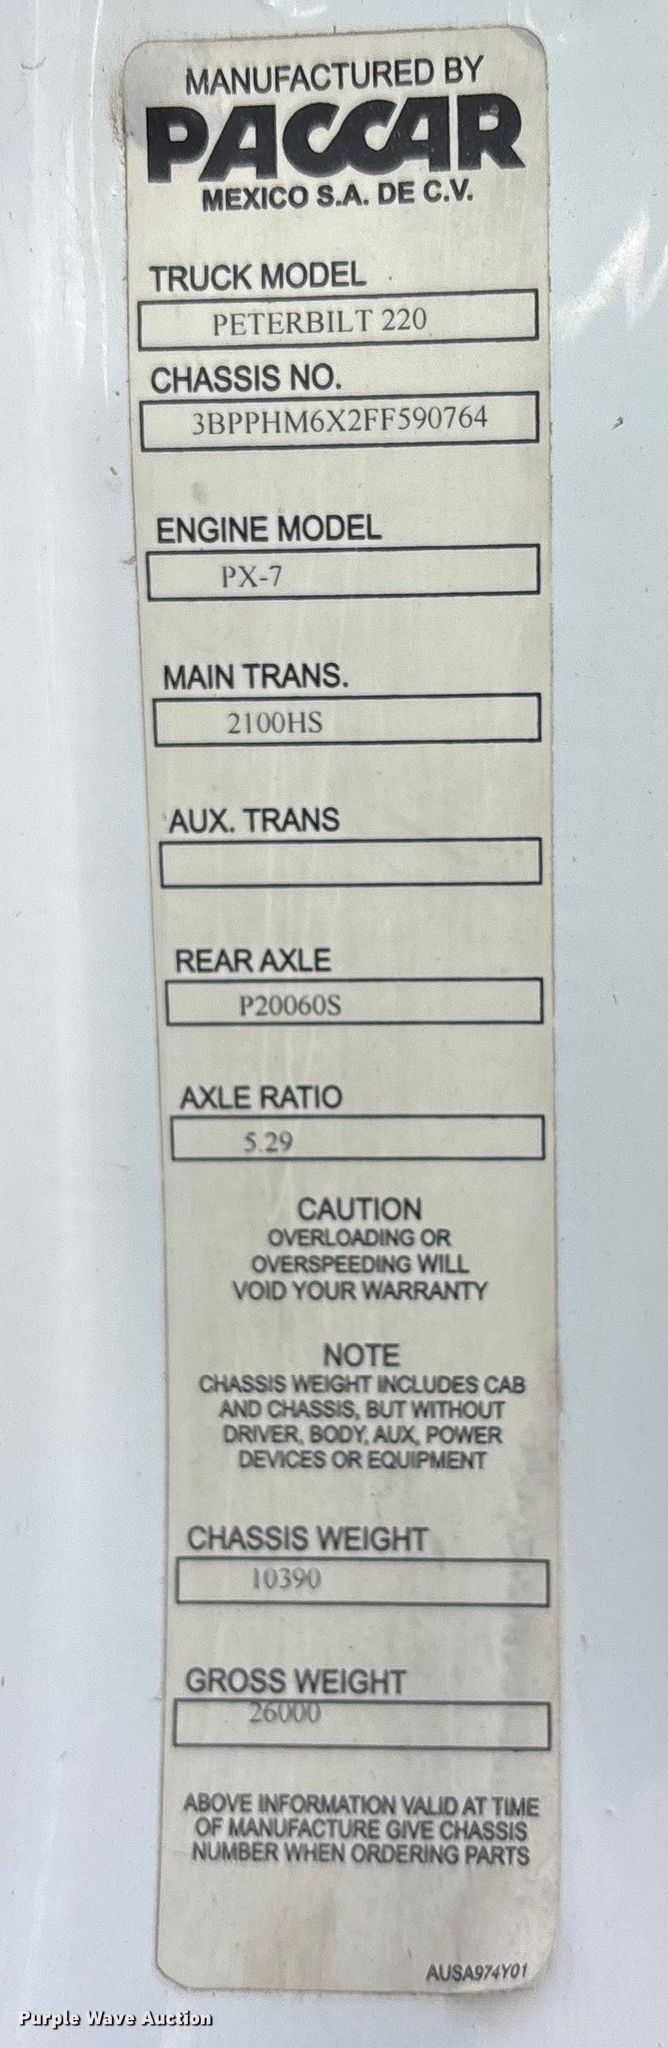 MANUFACTURED BY
PACCAR
MEXICO S.A. DE C.V.
TRUCK MODEL
PETERBILT 220
CHASSIS NO.
3BPPHM6X2FF590764
ENGINE MODEL
PX-7
MAIN TRANS.
2100HS
AUX. TRANS
REAR AXLE
P20060S
AXLE RATIO
5.29
CAUTION
OVERLOADING OR
OVERSPEEDING WILL
VOID YOUR WARRANTY
NOTE
CHASSIS WEIGHT INCLUDES CAB
AND CHASSIS, BUT WITHOUT
DRIVER, BODY, AUX, POWER
DEVICES OR EQUIPMENT
CHASSIS WEIGHT
10390
GROSS WEIGHT
26000
ABOVE INFORMATION VALID AT TIME
OF MANUFACTURE GIVE CHASSIS
NUMBER WHEN ORDERING PARTS
AUSA974Y01
Purple Wave Auction